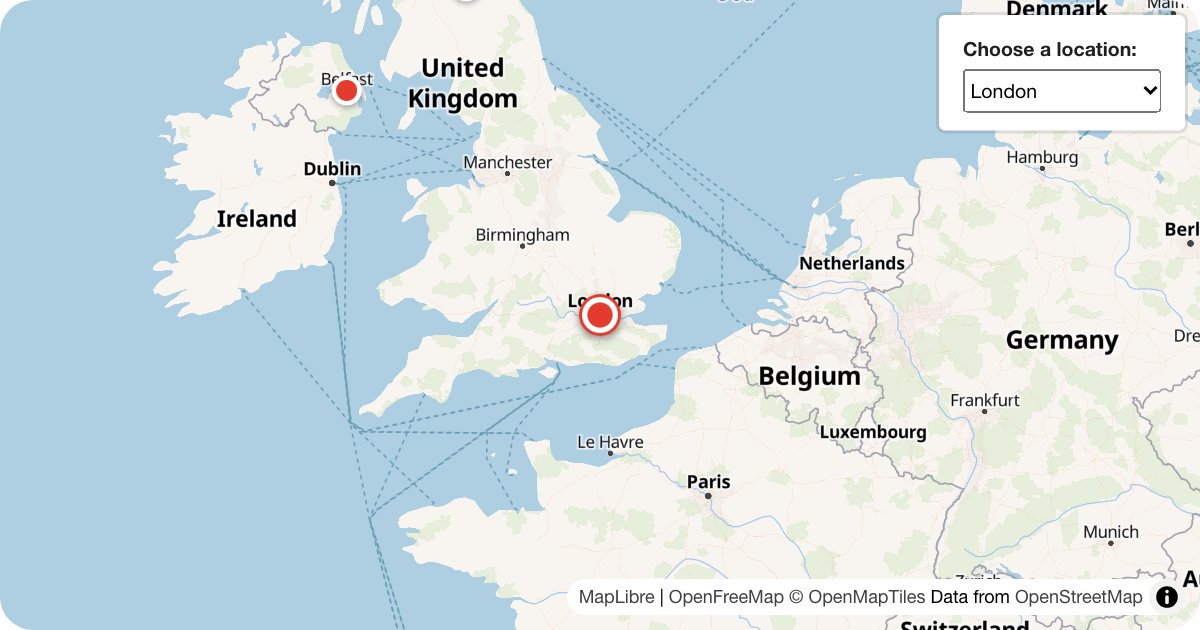 Denmark
Choose a location:
London
Belfast
United
Kingdom
Hamburg
Manchester
Dublin
Ireland
Birmingham
Netherlands
London
Germany
Belgium
Frankfurt
Luxembourg
Le Havre
Paris
Munich
MapLibre | OpenFreeMap © OpenMapTiles Data from OpenStreetMap
Switzerland